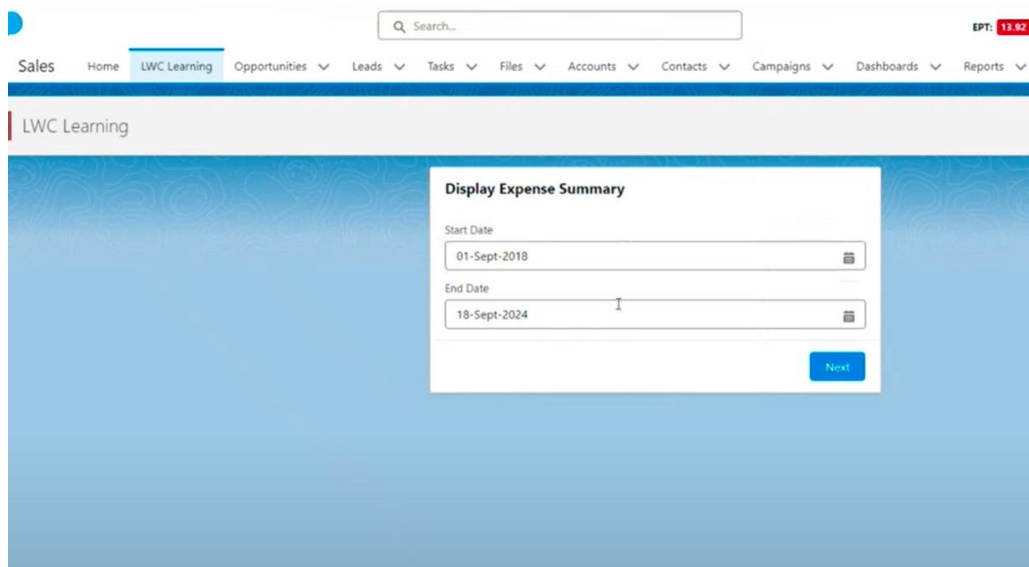 Search...
EPT: 13.92
Sales Home LWC Learning Opportunities Leads Tasks Files Accounts Contacts Campaigns Dashboards Reports
LWC Learning
Display Expense Summary
Start Date
01-Sept-2018
End Date
18-Sept-2024
Next